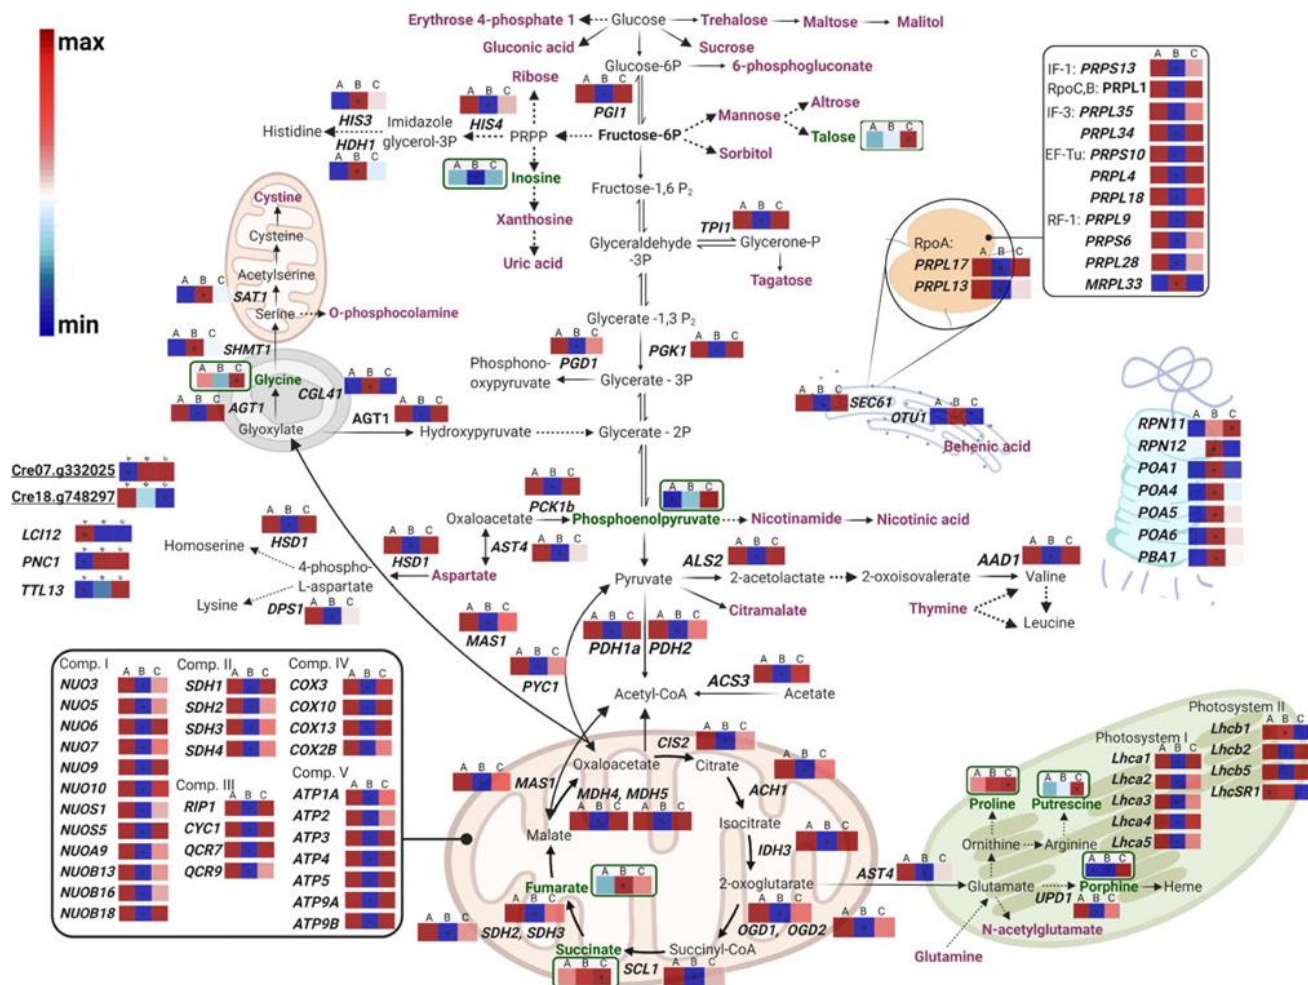 max
min
Erythrose 4-phosphate 1
Glucose
Trehalose
Maltose
Malitol
Gluconic acid
Sucrose
Glucose-6P
6-phosphogluconate
Ribose
A B C
PGI1
A B C
HIS3
A B C
HIS4
Histidine
Imidazole
glycerol-3P
HDH1
PRPP
Fructose-6P
Mannose
Altrose
Talose
A B C
Sorbitol
A B C
Inosine
Fructose-1,6 P₂
Xanthosine
Uric acid
Glyceraldehyde
-3P
A B C
TPI1
Glycerone-P
Tagatose
Cystine
Cysteine
Acetylserine
A B C
SAT1
Serine
O-phosphocolamine
A B C
SHMT1
A B C
Glycine
A B C
CGL41
A B C
AGT1
Glyoxylate
A B C
AGT1
Hydroxypyruvate
Glycerate -1,3 P₂
A B C
PGD1
A B C
PGK1
Phosphono-
oxypyruvate
Glycerate - 3P
Glycerate - 2P
A B C
IF-1: PRPS13
RpoC,B: PRPL1
IF-3: PRPL35
PRPL34
EF-Tu: PRPS10
PRPL4
PRPL18
RF-1: PRPL9
PRPS6
PRPL28
MRPL33
RpoA:
A B C
PRPL17
PRPL13
A B C
SEC61
A B C
OTU1
Behenic acid
A B C
RPN11
RPN12
POA1
POA4
POA5
POA6
PBA1
Cre07.g332025
Cre18.g748297
LCI12
PNC1
TTL13
A B C
PCK1b
Oxaloacetate
A B C
Phosphoenolpyruvate
Nicotinamide
Nicotinic acid
A B C
HSD1
Homoserine
4-phospho-
L-aspartate
A B C
HSD1
Aspartate
A B C
AST4
Lysine
A B C
DPS1
Pyruvate
A B C
ALS2
2-acetolactate
2-oxoisovalerate
A B C
AAD1
Valine
Citramalate
Thymine
Leucine
A B C
MAS1
A B C
PYC1
A B C
PDH1a
A B C
PDH2
Acetyl-CoA
A B C
ACS3
Acetate
Comp. I
A B C
NUO3
NUO5
NUO6
NUO7
NUO9
NUO10
NUOS1
NUOS5
NUOA9
NUOB13
NUOB16
NUOB18
Comp. II
A B C
SDH1
SDH2
SDH3
SDH4
Comp. III
A B C
RIP1
CYC1
QCR7
QCR9
Comp. IV
A B C
COX3
COX10
COX13
COX2B
Comp. V
A B C
ATP1A
ATP2
ATP3
ATP4
ATP5
ATP9A
ATP9B
A B C
MAS1
Oxaloacetate
A B C
CIS2
Citrate
A B C
ACH1
MDH4, MDH5
A B C
A B C
Malate
Isocitrate
A B C
IDH3
Fumarate
A B C
2-oxoglutarate
A B C
A B C
SDH2, SDH3
A B C
OGD1, OGD2
A B C
Succinate
A B C
SCL1
A B C
Succinyl-CoA
A B C
AST4
Photosystem II
A B C
Lhcb1
Lhcb2
Lhcb5
LhcSR1
Photosystem I
A B C
Lhca1
Lhca2
Lhca3
Lhca4
Lhca5
A B C
Proline
A B C
Putrescine
Ornithine
Arginine
Glutamate
A B C
Porphine
Heme
UPD1
A B C
N-acetylglutamate
Glutamine